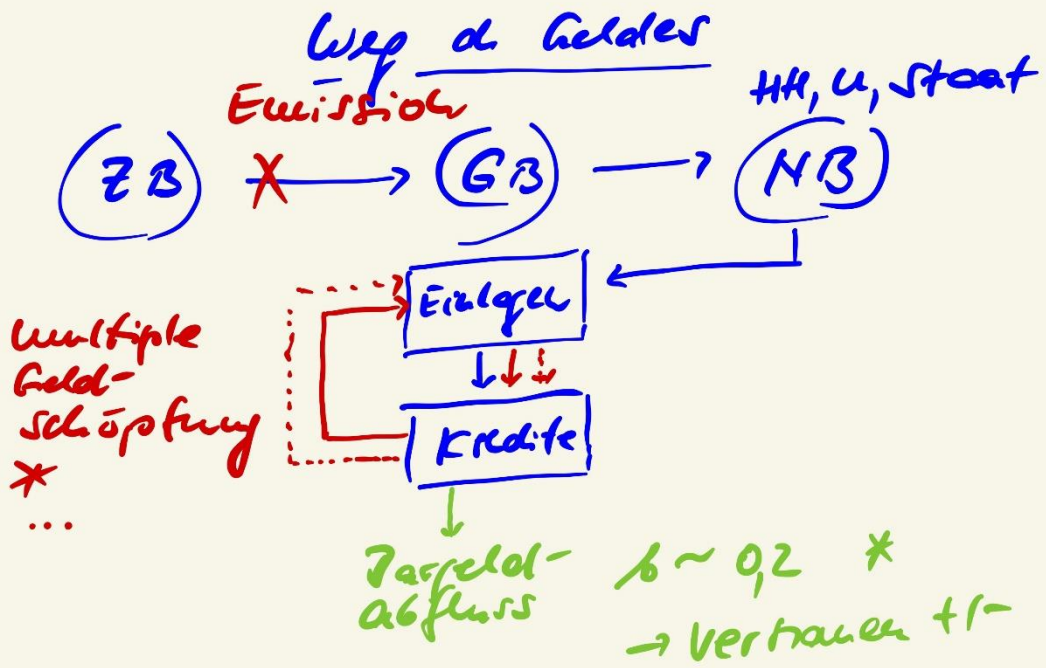 Weg d. Geldes
Emission
HH, U, Staat
ZB
GB
NB
Einlagen
multiple
Geld-
schöpfung
*
...
Kredite
Bargeld-
abfluss
b ~ 0,2 *
→ Vertrauen +/-